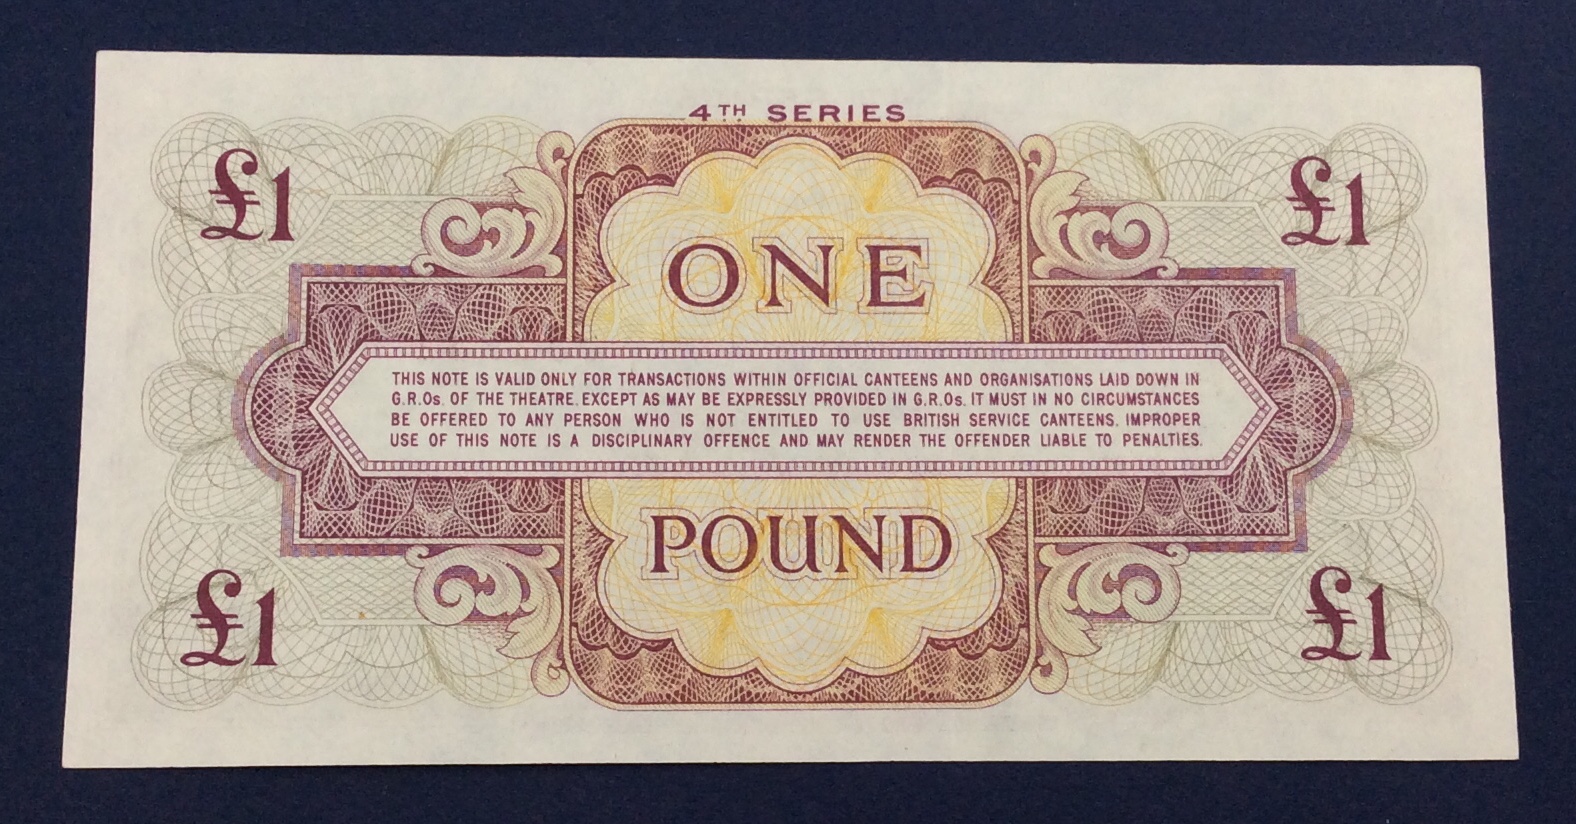 4TH SERIES
£1 £1
ONE
THIS NOTE IS VALID ONLY FOR TRANSACTIONS WITHIN OFFICIAL CANTEENS AND ORGANISATIONS LAID DOWN IN
G.R.Os. OF THE THEATRE. EXCEPT AS MAY BE EXPRESSLY PROVIDED IN G.R.Os. IT MUST IN NO CIRCUMSTANCES
BE OFFERED TO ANY PERSON WHO IS NOT ENTITLED TO USE BRITISH SERVICE CANTEENS. IMPROPER
USE OF THIS NOTE IS A DISCIPLINARY OFFENCE AND MAY RENDER THE OFFENDER LIABLE TO PENALTIES.
POUND
£1 £1